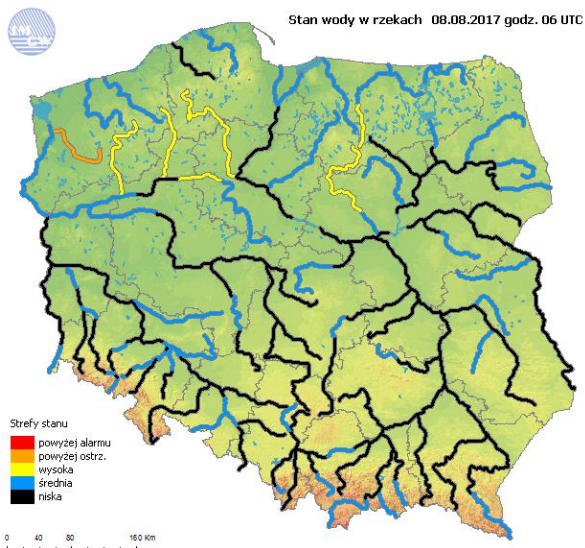 Stan wody w rzekach 08.08.2017 godz. 06 UTC
Strefy stanu
powyżej alarmu
powyżej ostrz.
wysoka
średnia
niska
0 40 80 160 Km